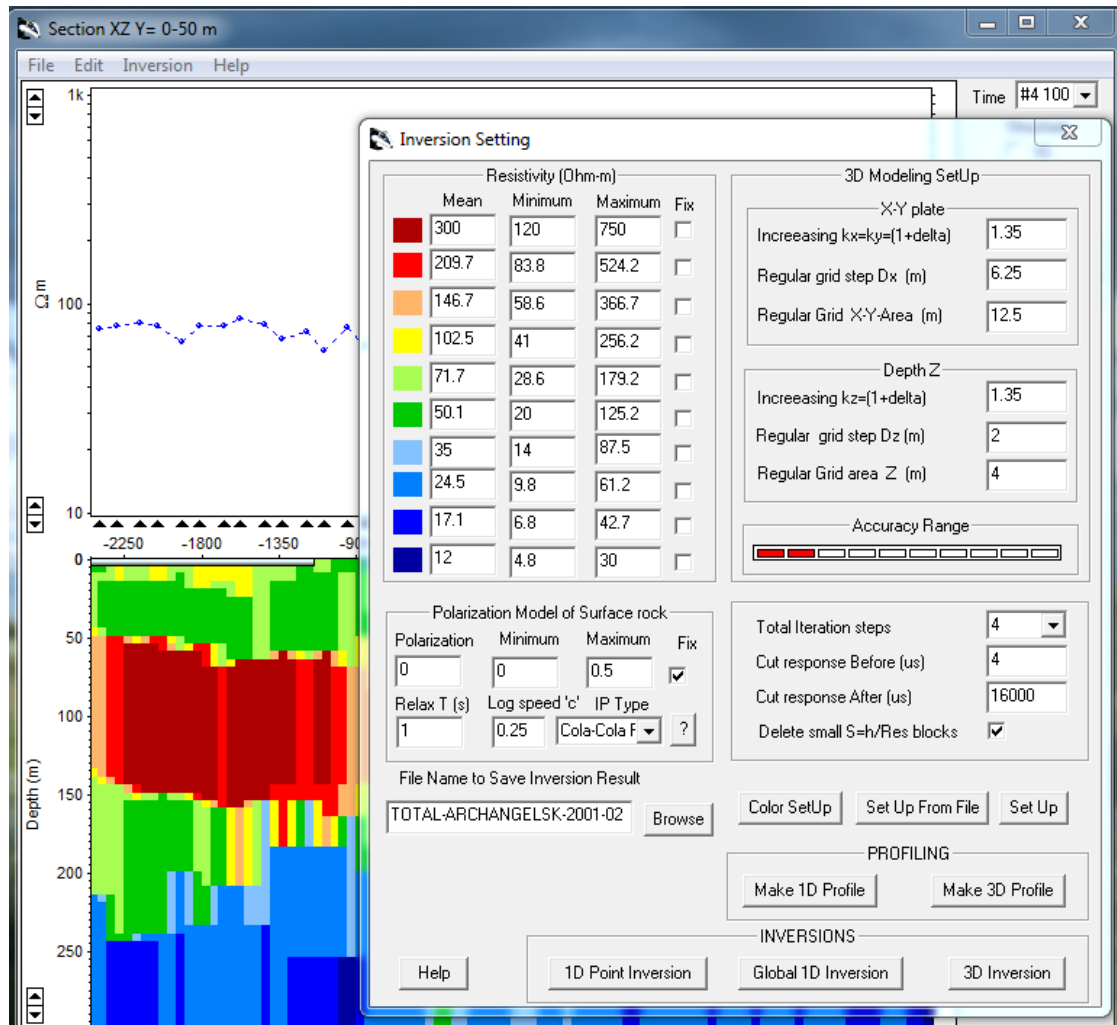 Section XZ Y= 0-50 m
File Edit Inversion Help
Time #4 100
1k
Ω m
100
10
-2250 -1800 -1350 -90
0
50
100
150
200
250
Depth (m)
Inversion Setting
Resistivity (Ohm-m)
Mean Minimum Maximum Fix
300 120 750
209.7 83.8 524.2
146.7 58.6 366.7
102.5 41 256.2
71.7 28.6 179.2
50.1 20 125.2
35 14 87.5
24.5 9.8 61.2
17.1 6.8 42.7
12 4.8 30
3D Modeling SetUp
X-Y plate
Increeasing kx=ky=(1+delta) 1.35
Regular grid step Dx (m) 6.25
Regular Grid X-Y-Area (m) 12.5
Depth Z
Increeasing kz=(1+delta) 1.35
Regular grid step Dz (m) 2
Regular Grid area Z (m) 4
Accuracy Range
Polarization Model of Surface rock
Polarization Minimum Maximum Fix
0 0 0.5
Relax T (s) Log speed 'c' IP Type
1 0.25 Cola-Cola F ?
Total Iteration steps 4
Cut response Before (us) 4
Cut response After (us) 16000
Delete small S=h/Res blocks
File Name to Save Inversion Result
TOTAL-ARCHANGELSK-2001-02 Browse
Color SetUp Set Up From File Set Up
PROFILING
Make 1D Profile Make 3D Profile
INVERSIONS
Help 1D Point Inversion Global 1D Inversion 3D Inversion